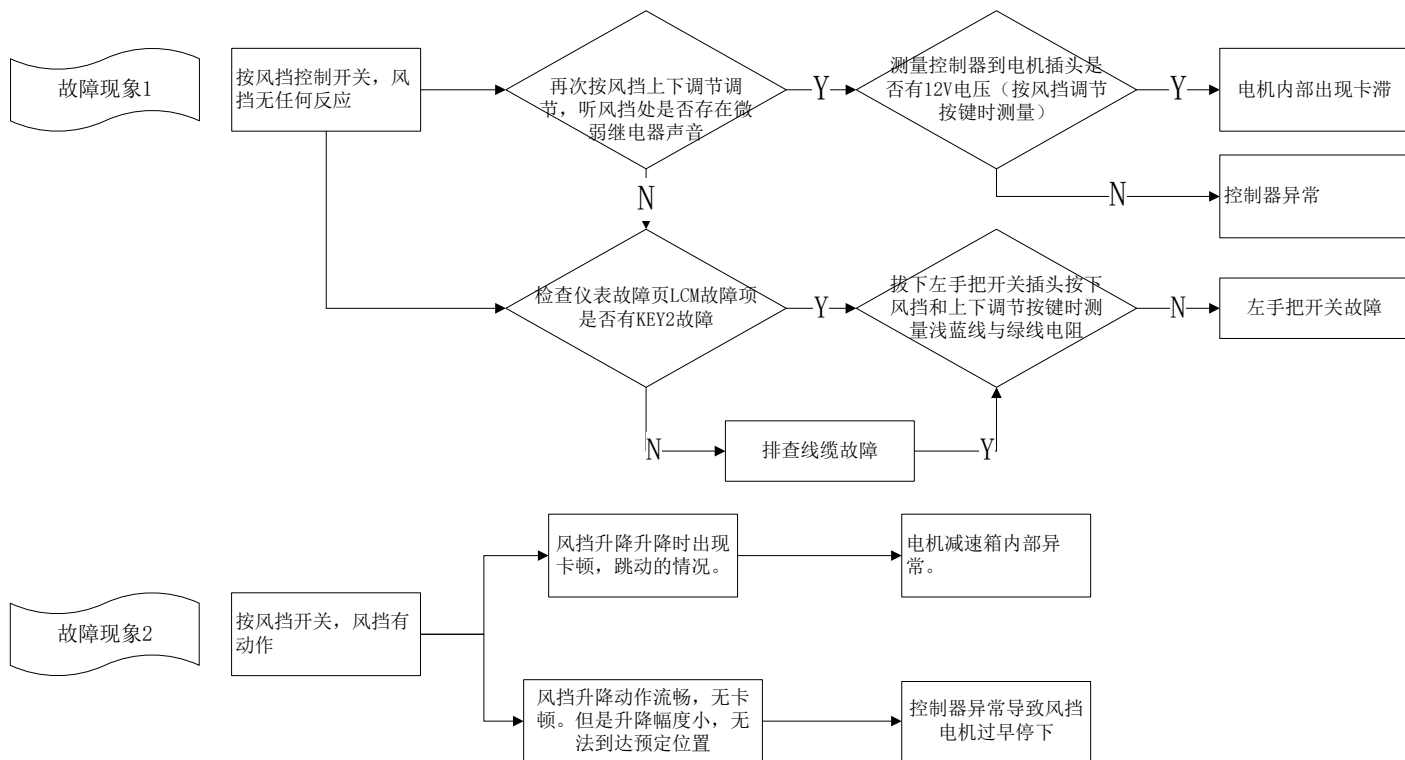 故障现象1
按风挡控制开关，风
挡无任何反应
再次按风挡上下调节调
节，听风挡处是否存在微
弱继电器声音
Y
测量控制器到电机插头是
否有12V电压（按风挡调节
按键时测量）
Y
电机内部出现卡滞
N
控制器异常
N
检查仪表故障页LCM故障项
是否有KEY2故障
Y
拔下左手把开关插头按下
风挡和上下调节按键时测
量浅蓝线与绿线电阻
N
左手把开关故障
N
排查线缆故障
Y
故障现象2
按风挡开关，风挡有
动作
风挡升降升降时出现
卡顿，跳动的情况。
电机减速箱内部异
常。
风挡升降动作流畅，无卡
顿。但是升降幅度小，无
法到达预定位置
控制器异常导致风挡
电机过早停下